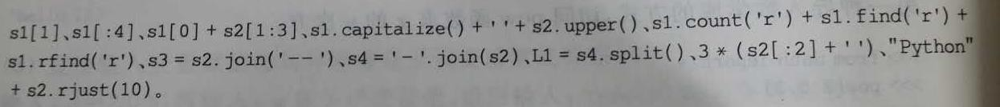 s1[1]、s1[:4]、s1[0] + s2[1:3]、s1.capitalize() + ' ' + s2.upper()、s1.count('r') + s1.find('r') +
s1.rfind('r')、s3 = s2.join('--')、s4 = '-'.join(s2)、L1 = s4.split()、3 * (s2[:2] + ' ')、"Python"
+ s2.rjust(10)。